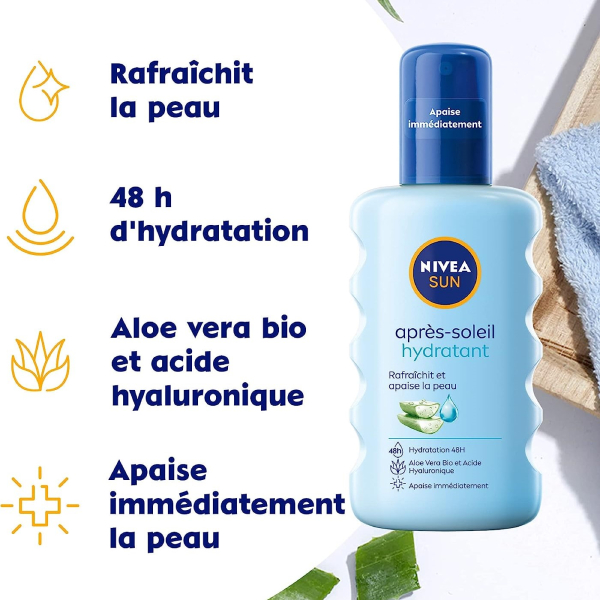 Rafraîchit
la peau
48 h
d'hydratation
Aloe vera bio
et acide
hyaluronique
Apaise
immédiatement
la peau
Apaise
immédiatement
NIVEA
SUN
après-soleil
hydratant
Rafraîchit et
apaise la peau
48h
Hydratation 48H
Aloe Vera Bio et Acide
Hyaluronique
Apaise immédiatement